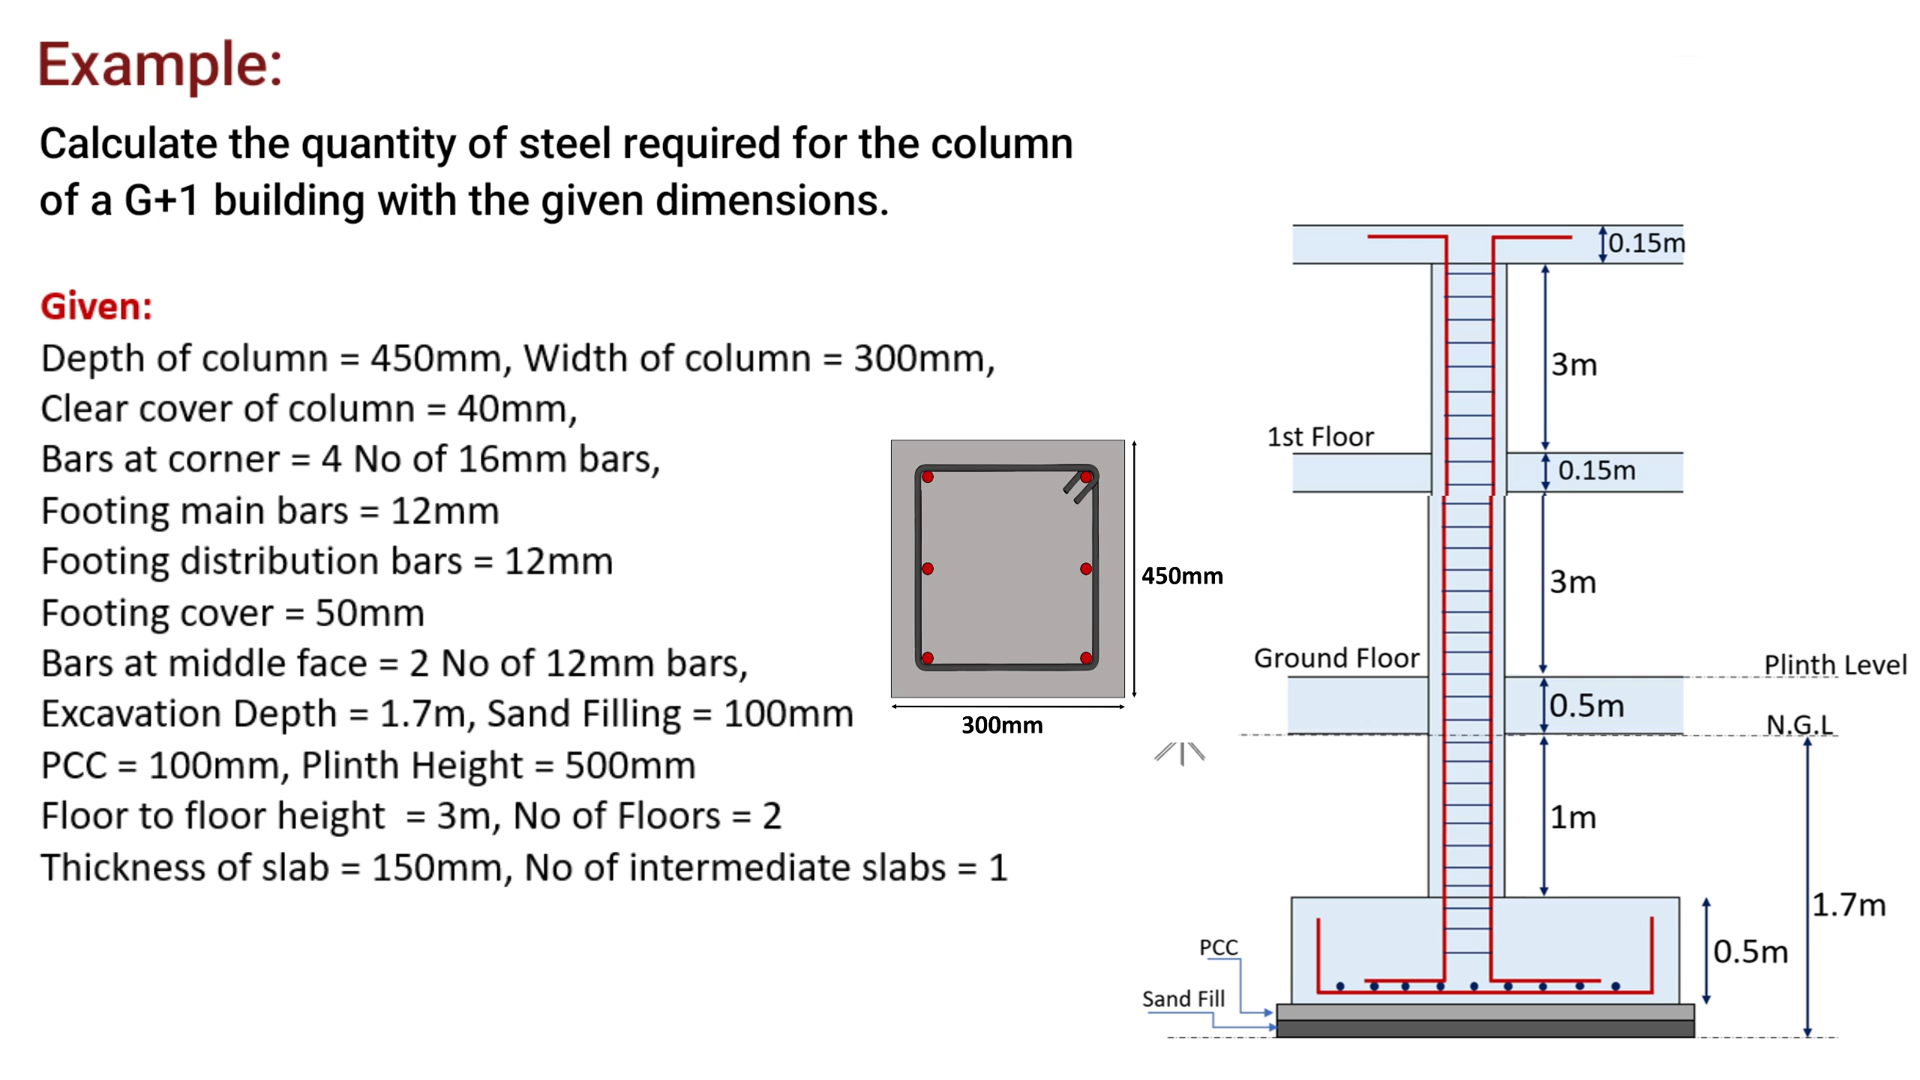 Example:
Calculate the quantity of steel required for the column
of a G+1 building with the given dimensions.
Given:
Depth of column = 450mm, Width of column = 300mm,
Clear cover of column = 40mm,
Bars at corner = 4 No of 16mm bars,
Footing main bars = 12mm
Footing distribution bars = 12mm
Footing cover = 50mm
Bars at middle face = 2 No of 12mm bars,
Excavation Depth = 1.7m, Sand Filling = 100mm
PCC = 100mm, Plinth Height = 500mm
Floor to floor height = 3m, No of Floors = 2
Thickness of slab = 150mm, No of intermediate slabs = 1
450mm
300mm
0.15m
3m
1st Floor
0.15m
3m
Ground Floor
Plinth Level
0.5m
N.G.L
1m
1.7m
PCC
0.5m
Sand Fill